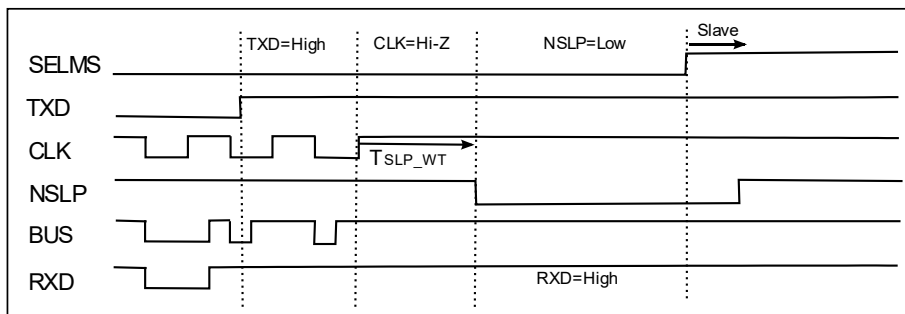 TXD=High CLK=Hi-Z NSLP=Low Slave
SELMS
TXD
CLK
TSLP_WT
NSLP
BUS
RXD
RXD=High